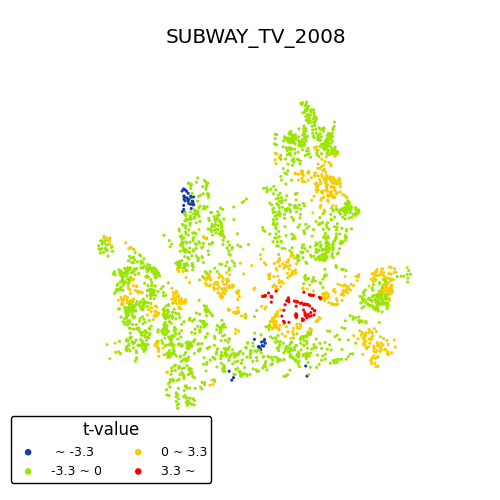 SUBWAY_TV_2008
t-value
~ -3.3
0 ~ 3.3
-3.3 ~ 0
3.3 ~